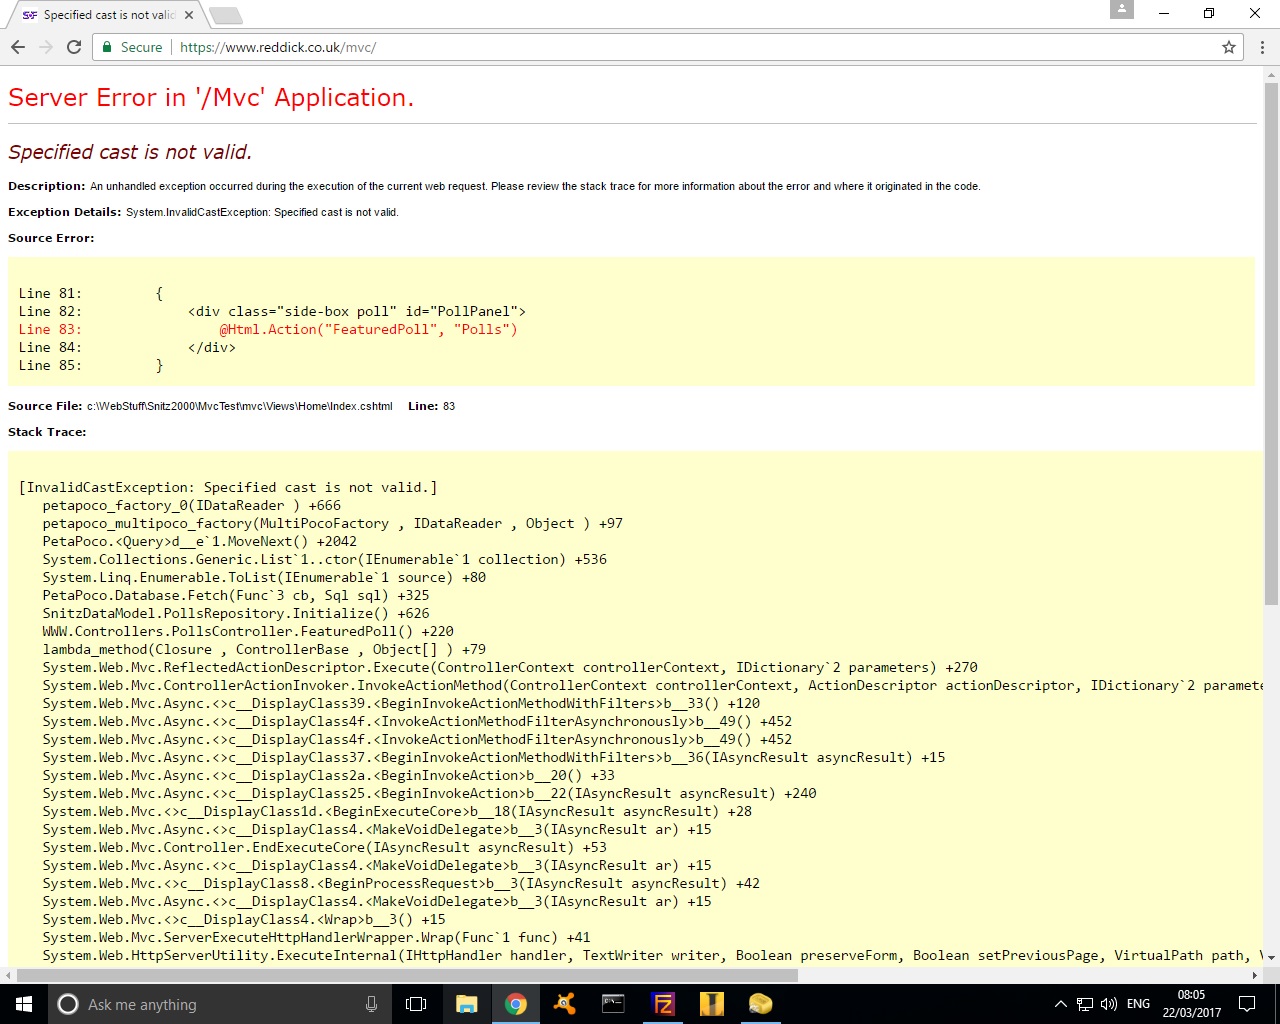 Specified cast is not valid
Secure
https://www.reddick.co.uk/mvc/
Server Error in '/Mvc' Application.
Specified cast is not valid.
Description: An unhandled exception occurred during the execution of the current web request. Please review the stack trace for more information about the error and where it originated in the code.
Exception Details: System.InvalidCastException: Specified cast is not valid.
Source Error:
Line 81: {
Line 82: <div class="side-box poll" id="PollPanel">
Line 83: @Html.Action("FeaturedPoll", "Polls")
Line 84: </div>
Line 85: }
Source File: c:\WebStuff\Snitz2000\MvcTest\mvc\Views\Home\Index.cshtml Line: 83
Stack Trace:
[InvalidCastException: Specified cast is not valid.]
petapoco_factory_0(IDataReader ) +666
petapoco_multipoco_factory(MultiPocoFactory , IDataReader , Object ) +97
PetaPoco.<Query>d__e`1.MoveNext() +2042
System.Collections.Generic.List`1..ctor(IEnumerable`1 collection) +536
System.Linq.Enumerable.ToList(IEnumerable`1 source) +80
PetaPoco.Database.Fetch(Func`3 cb, Sql sql) +325
SnitzDataModel.PollsRepository.Initialize() +626
WWW.Controllers.PollsController.FeaturedPoll() +220
lambda_method(Closure , ControllerBase , Object[] ) +79
System.Web.Mvc.ReflectedActionDescriptor.Execute(ControllerContext controllerContext, IDictionary`2 parameters) +270
System.Web.Mvc.ControllerActionInvoker.InvokeActionMethod(ControllerContext controllerContext, ActionDescriptor actionDescriptor, IDictionary`2 paramete
System.Web.Mvc.Async.<>c__DisplayClass39.<BeginInvokeActionMethodWithFilters>b__33() +120
System.Web.Mvc.Async.<>c__DisplayClass4f.<InvokeActionMethodFilterAsynchronously>b__49() +452
System.Web.Mvc.Async.<>c__DisplayClass4f.<InvokeActionMethodFilterAsynchronously>b__49() +452
System.Web.Mvc.Async.<>c__DisplayClass37.<BeginInvokeActionMethodWithFilters>b__36(IAsyncResult asyncResult) +15
System.Web.Mvc.Async.<>c__DisplayClass2a.<BeginInvokeAction>b__20() +33
System.Web.Mvc.Async.<>c__DisplayClass25.<BeginInvokeAction>b__22(IAsyncResult asyncResult) +240
System.Web.Mvc.<>c__DisplayClass1d.<BeginExecuteCore>b__18(IAsyncResult asyncResult) +28
System.Web.Mvc.Async.<>c__DisplayClass4.<MakeVoidDelegate>b__3(IAsyncResult ar) +15
System.Web.Mvc.Controller.EndExecuteCore(IAsyncResult asyncResult) +53
System.Web.Mvc.Async.<>c__DisplayClass4.<MakeVoidDelegate>b__3(IAsyncResult ar) +15
System.Web.Mvc.<>c__DisplayClass8.<BeginProcessRequest>b__3(IAsyncResult asyncResult) +42
System.Web.Mvc.Async.<>c__DisplayClass4.<MakeVoidDelegate>b__3(IAsyncResult ar) +15
System.Web.Mvc.<>c__DisplayClass4.<Wrap>b__3() +15
System.Web.Mvc.ServerExecuteHttpHandlerWrapper.Wrap(Func`1 func) +41
System.Web.HttpServerUtility.ExecuteInternal(IHttpHandler handler, TextWriter writer, Boolean preserveForm, Boolean setPreviousPage, VirtualPath path,
Ask me anything
ENG
08:05
22/03/2017